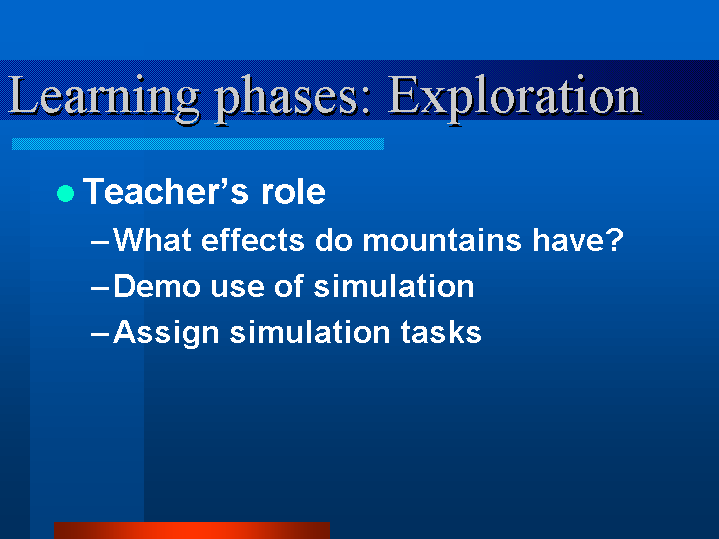 Learning phases: Exploration
Teacher’s role
–What effects do mountains have?
–Demo use of simulation
–Assign simulation tasks